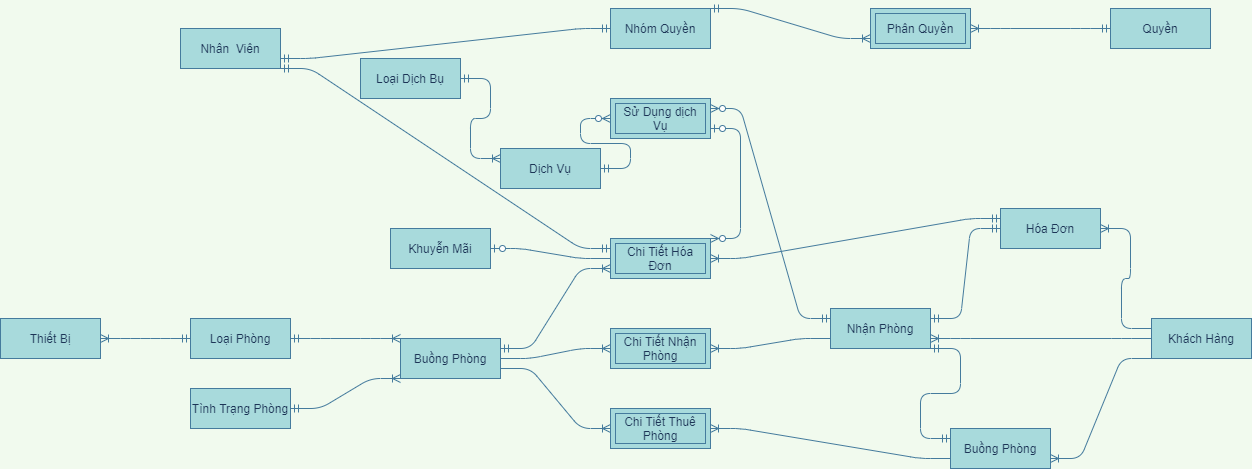 Nhóm Quyền
Phân Quyền
Quyền
Nhân Viên
Loại Dịch Bụ
Sử Dụng dịch
Vụ
Dịch Vụ
Khuyễn Mãi
Chi Tiết Hóa
Đơn
Hóa Đơn
Thiết Bị
Loại Phòng
Buồng Phòng
Chi Tiết Nhận
Phòng
Nhận Phòng
Khách Hàng
Tình Trạng Phòng
Chi Tiết Thuê
Phòng
Buồng Phòng